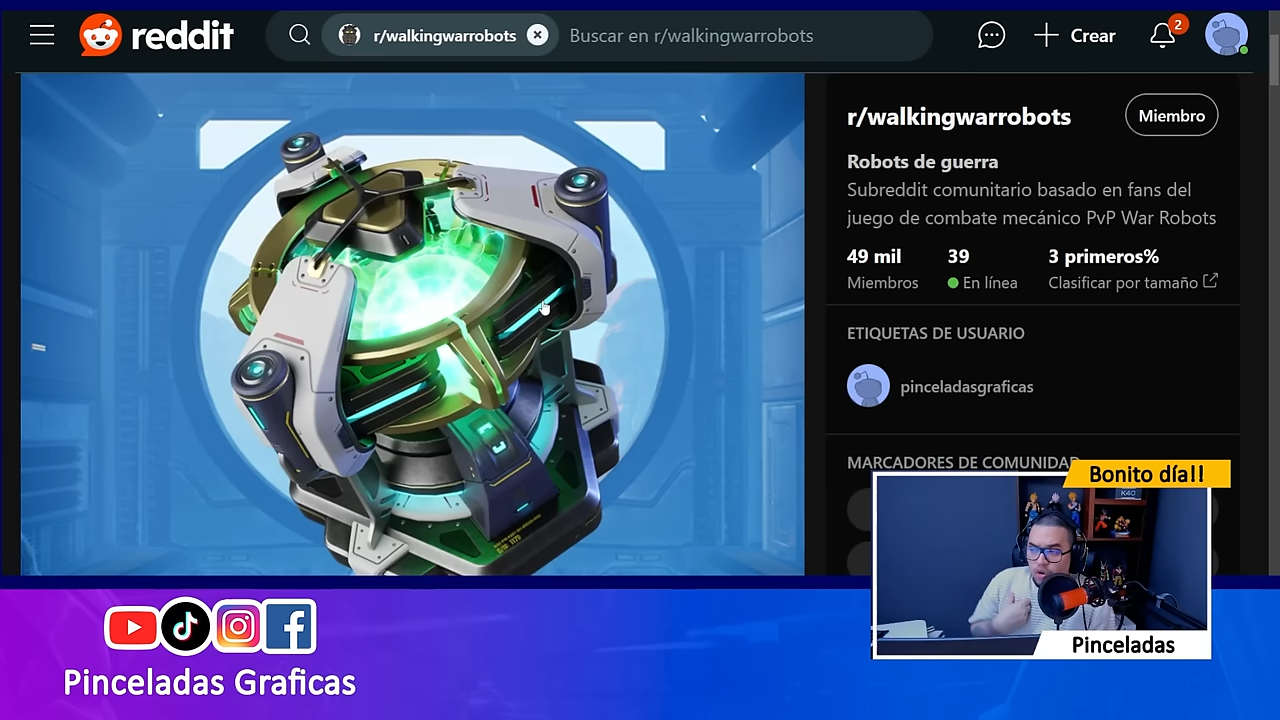 reddit
r/walkingwarrobots
Buscar en r/walkingwarrobots
Crear
2
r/walkingwarrobots
Miembro
Robots de guerra
Subreddit comunitario basado en fans del
juego de combate mecánico PvP War Robots
49 mil
39
3 primeros%
Miembros
En línea
Clasificar por tamaño
ETIQUETAS DE USUARIO
pinceladasgraficas
MARCADORES DE COMUNIDAD
Bonito día!!
K40
Pinceladas
Pinceladas Graficas